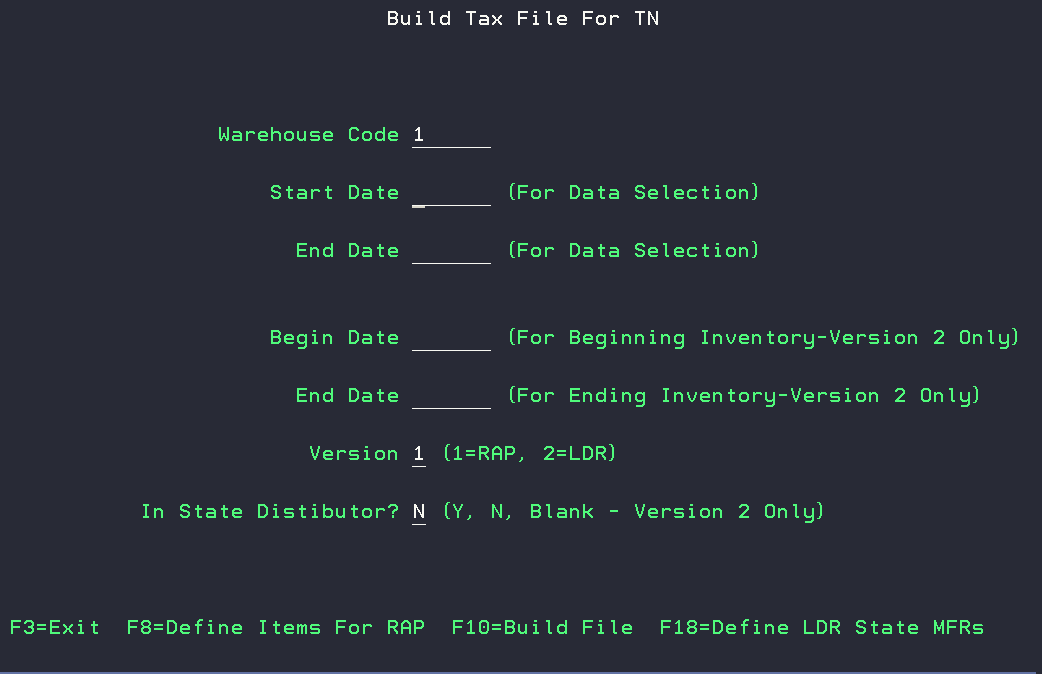 Build Tax File For TN
Warehouse Code 1
Start Date (For Data Selection)
End Date (For Data Selection)
Begin Date (For Beginning Inventory-Version 2 Only)
End Date (For Ending Inventory-Version 2 Only)
Version 1 (1=RAP, 2=LDR)
In State Distibutor? N (Y, N, Blank - Version 2 Only)
F3=Exit F8=Define Items For RAP F10=Build File F18=Define LDR State MFRs